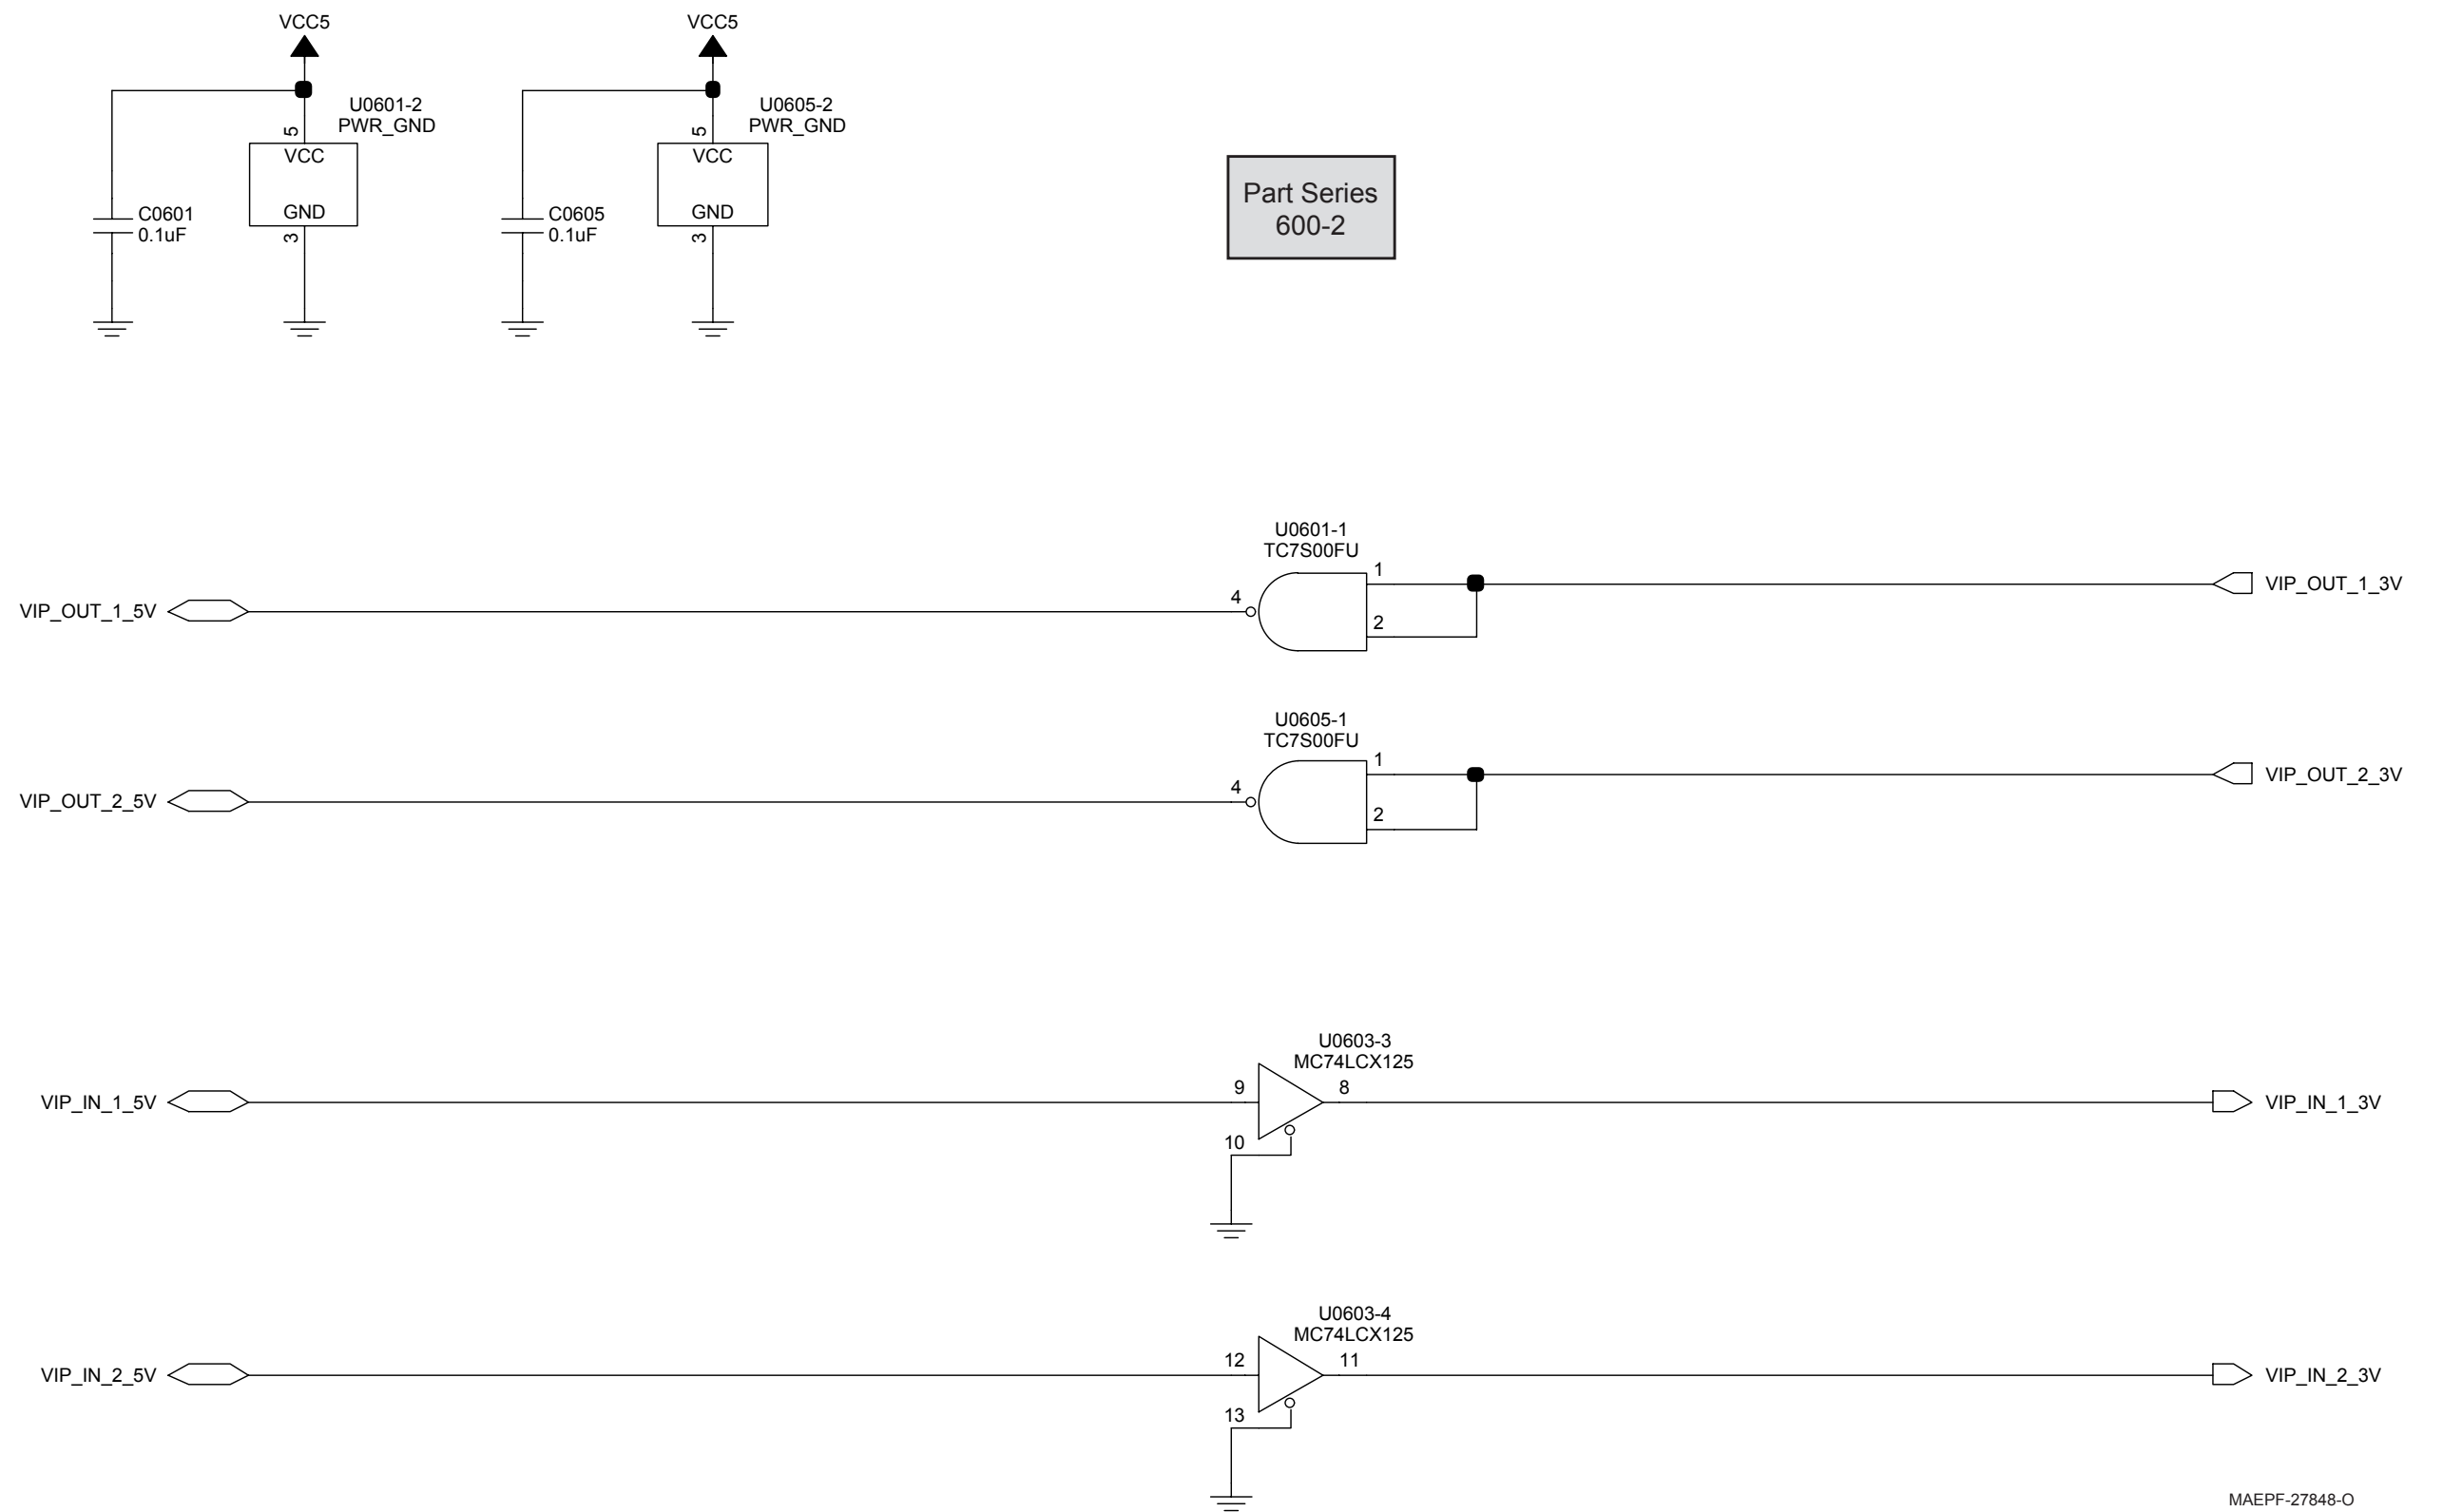 VCC5
VCC5
U0601-2
PWR_GND
U0605-2
PWR_GND
5
VCC
5
VCC
GND
3
GND
3
C0601
0.1uF
C0605
0.1uF
Part Series
600-2
U0601-1
TC7S00FU
1
2
4
VIP_OUT_1_5V
VIP_OUT_1_3V
U0605-1
TC7S00FU
1
2
4
VIP_OUT_2_5V
VIP_OUT_2_3V
U0603-3
MC74LCX125
9
8
10
VIP_IN_1_5V
VIP_IN_1_3V
U0603-4
MC74LCX125
12
11
13
VIP_IN_2_5V
VIP_IN_2_3V
MAEPF-27848-O